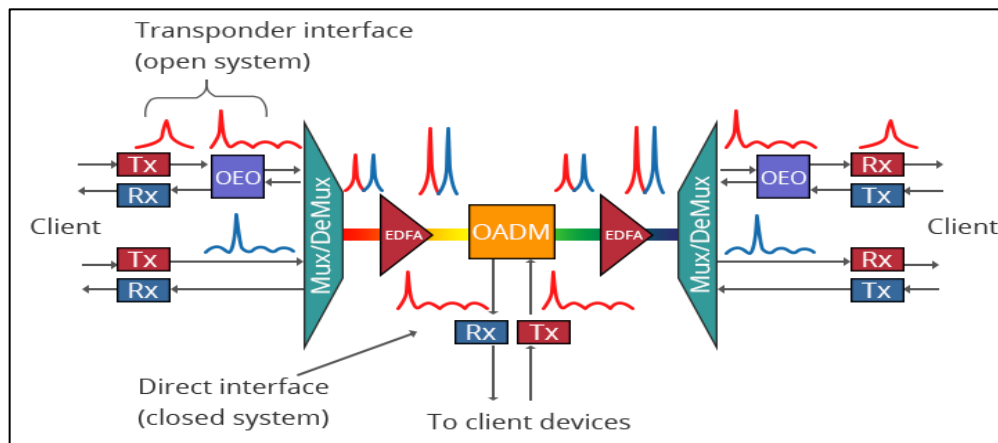 Transponder interface
(open system)
Tx
OEO
Rx
Client
Tx
Rx
Mux/DeMux
EDFA
OADM
EDFA
Mux/DeMux
OEO
Rx
Tx
Client
Rx
Tx
Rx
Tx
Direct interface
(closed system)
To client devices